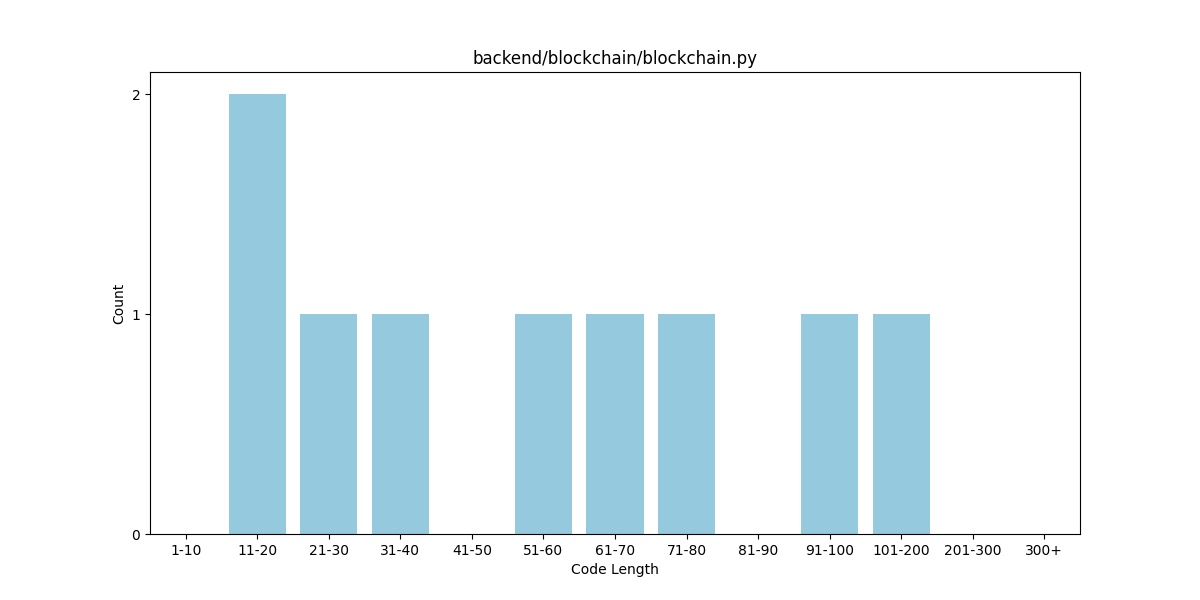 backend/blockchain/blockchain.py
2
1
0
Count
1-10 11-20 21-30 31-40 41-50 51-60 61-70 71-80 81-90 91-100 101-200 201-300 300+
Code Length